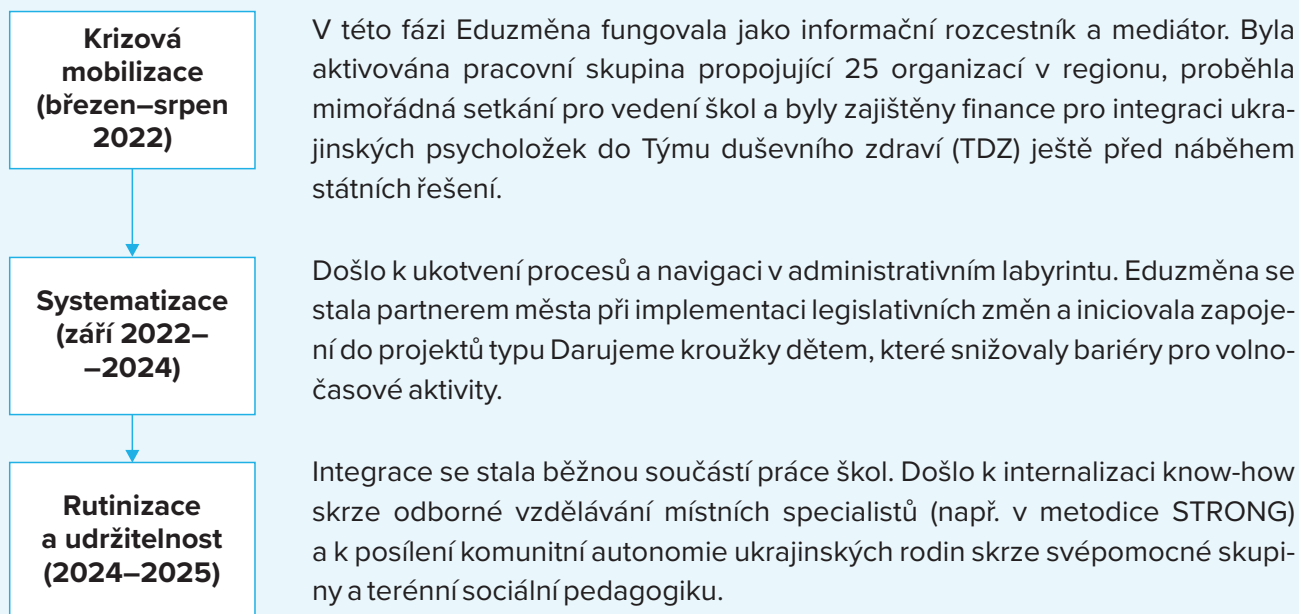 Krizová
mobilizace
(březen–srpen
2022)
V této fázi Eduzměna fungovala jako informační rozcestník a mediátor. Byla
aktivována pracovní skupina propojující 25 organizací v regionu, proběhla
mimořádná setkání pro vedení škol a byly zajištěny finance pro integraci ukra-
jinských psycholožek do Týmu duševního zdraví (TDZ) ještě před náběhem
státních řešení.
Systematizace
(září 2022–
–2024)
Došlo k ukotvení procesů a navigaci v administrativním labyrintu. Eduzměna se
stala partnerem města při implementaci legislativních změn a iniciovala zapoje-
ní do projektů typu Darujeme kroužky dětem, které snižovaly bariéry pro volno-
časové aktivity.
Rutinizace
a udržitelnost
(2024–2025)
Integrace se stala běžnou součástí práce škol. Došlo k internalizaci know-how
skrze odborné vzdělávání místních specialistů (např. v metodice STRONG)
a k posílení komunitní autonomie ukrajinských rodin skrze svépomocné skupi-
ny a terénní sociální pedagogiku.